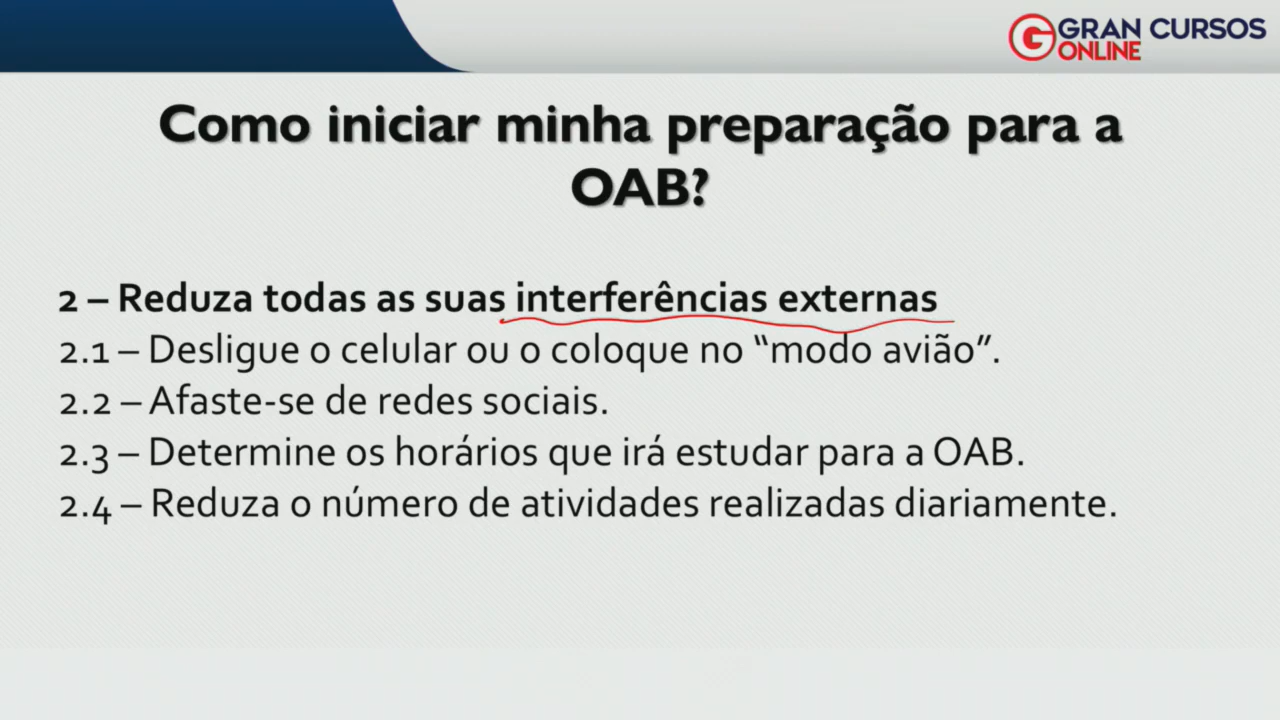 GRAN CURSOS
ONLINE
Como iniciar minha preparação para a
OAB?
2 – Reduza todas as suas interferências externas
2.1 – Desligue o celular ou o coloque no “modo avião”.
2.2 – Afaste-se de redes sociais.
2.3 – Determine os horários que irá estudar para a OAB.
2.4 – Reduza o número de atividades realizadas diariamente.